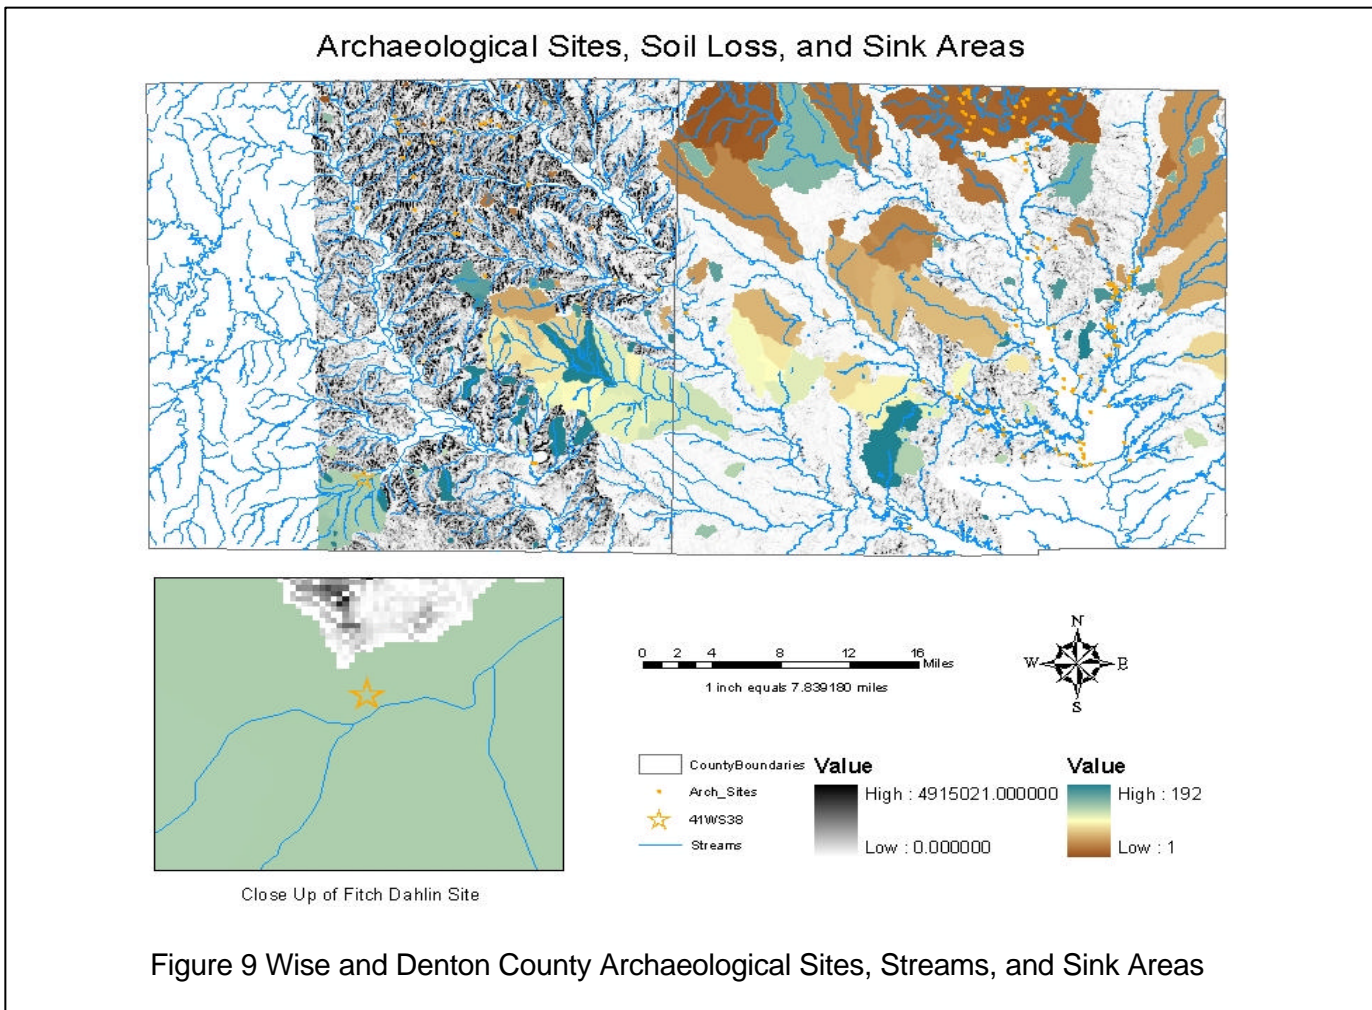 Archaeological Sites, Soil Loss, and Sink Areas
0 2 4 8 12 16
Miles
1 inch equals 7.839180 miles
N
W E
S
CountyBoundaries
Arch_Sites
41WS38
Streams
Value
High : 4915021.000000
Low : 0.000000
Value
High : 192
Low : 1
Close Up of Fitch Dahlin Site
Figure 9 Wise and Denton County Archaeological Sites, Streams, and Sink Areas